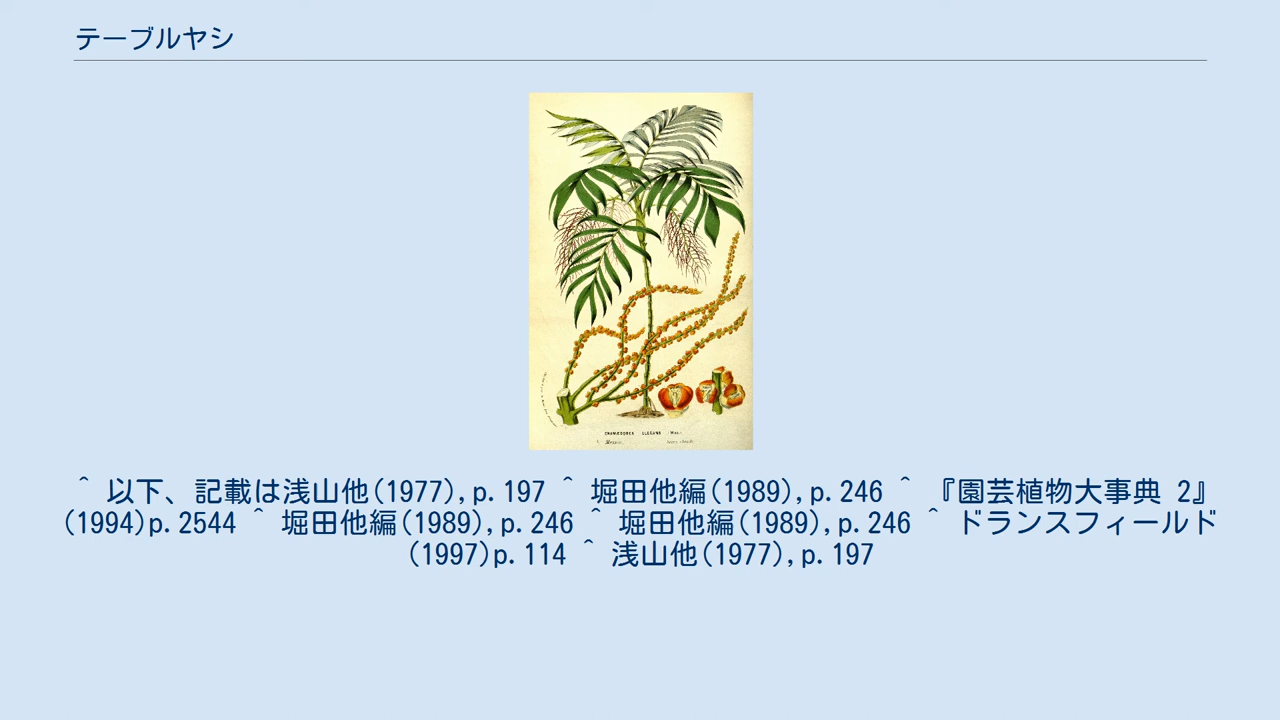 テーブルヤシ
CHAMAEDOREA ELEGANS
^ 以下、記載は浅山他(1977),p.197 ^ 堀田他編(1989),p.246 ^ 『園芸植物大事典 2』
(1994)p.2544 ^ 堀田他編(1989),p.246 ^ 堀田他編(1989),p.246 ^ ドランスフィールド
(1997)p.114 ^ 浅山他(1977),p.197